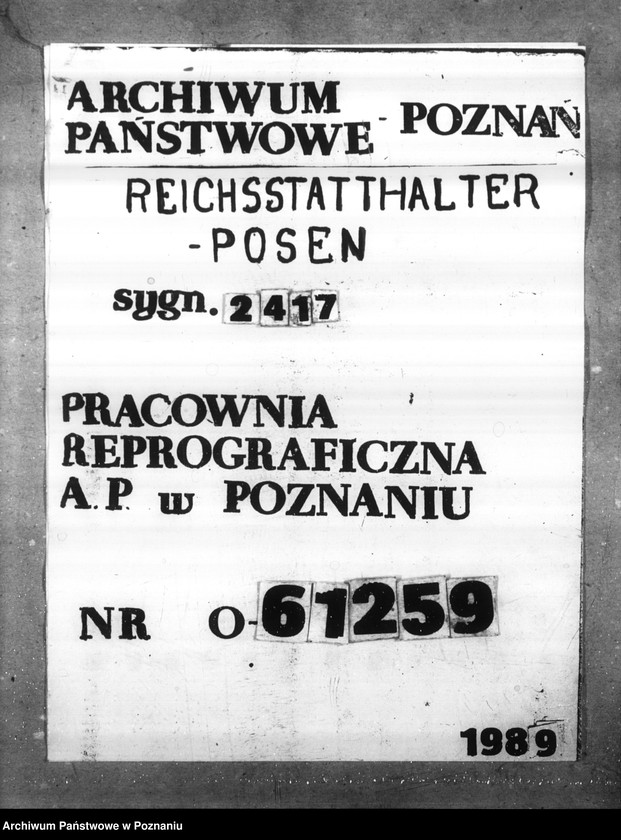 ARCHIWUM
PAŃSTWOWE - POZNAŃ
REICHSSTATTHALTER
-POSEN
sygn. 2417
PRACOWNIA
REPROGRAFICZNA
A.P. w POZNANIU
NR O-61259
1989
Archiwum Państwowe w Poznaniu